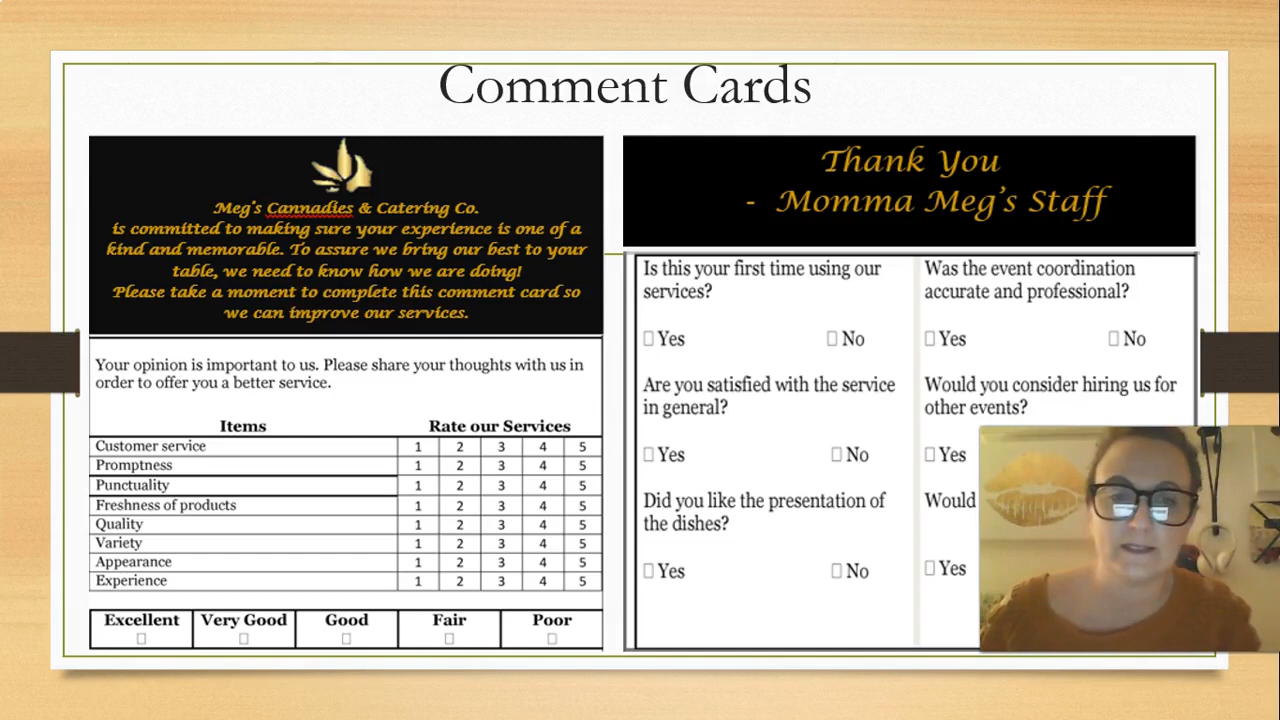 Comment Cards
Meg's Cannadies & Catering Co.
is committed to making sure your experience is one of a
kind and memorable. To assure we bring our best to your
table, we need to know how we are doing!
Please take a moment to complete this comment card so
we can improve our services.
Your opinion is important to us. Please share your thoughts with us in
order to offer you a better service.
Items Rate our Services
Customer service 1 2 3 4 5
Promptness 1 2 3 4 5
Punctuality 1 2 3 4 5
Freshness of products 1 2 3 4 5
Quality 1 2 3 4 5
Variety 1 2 3 4 5
Appearance 1 2 3 4 5
Experience 1 2 3 4 5
Excellent Very Good Good Fair Poor
Thank You
- Momma Meg's Staff
Is this your first time using our
services?
Yes No
Are you satisfied with the service
in general?
Yes No
Did you like the presentation of
the dishes?
Yes No
Was the event coordination
accurate and professional?
Yes No
Would you consider hiring us for
other events?
Yes
Would
Yes